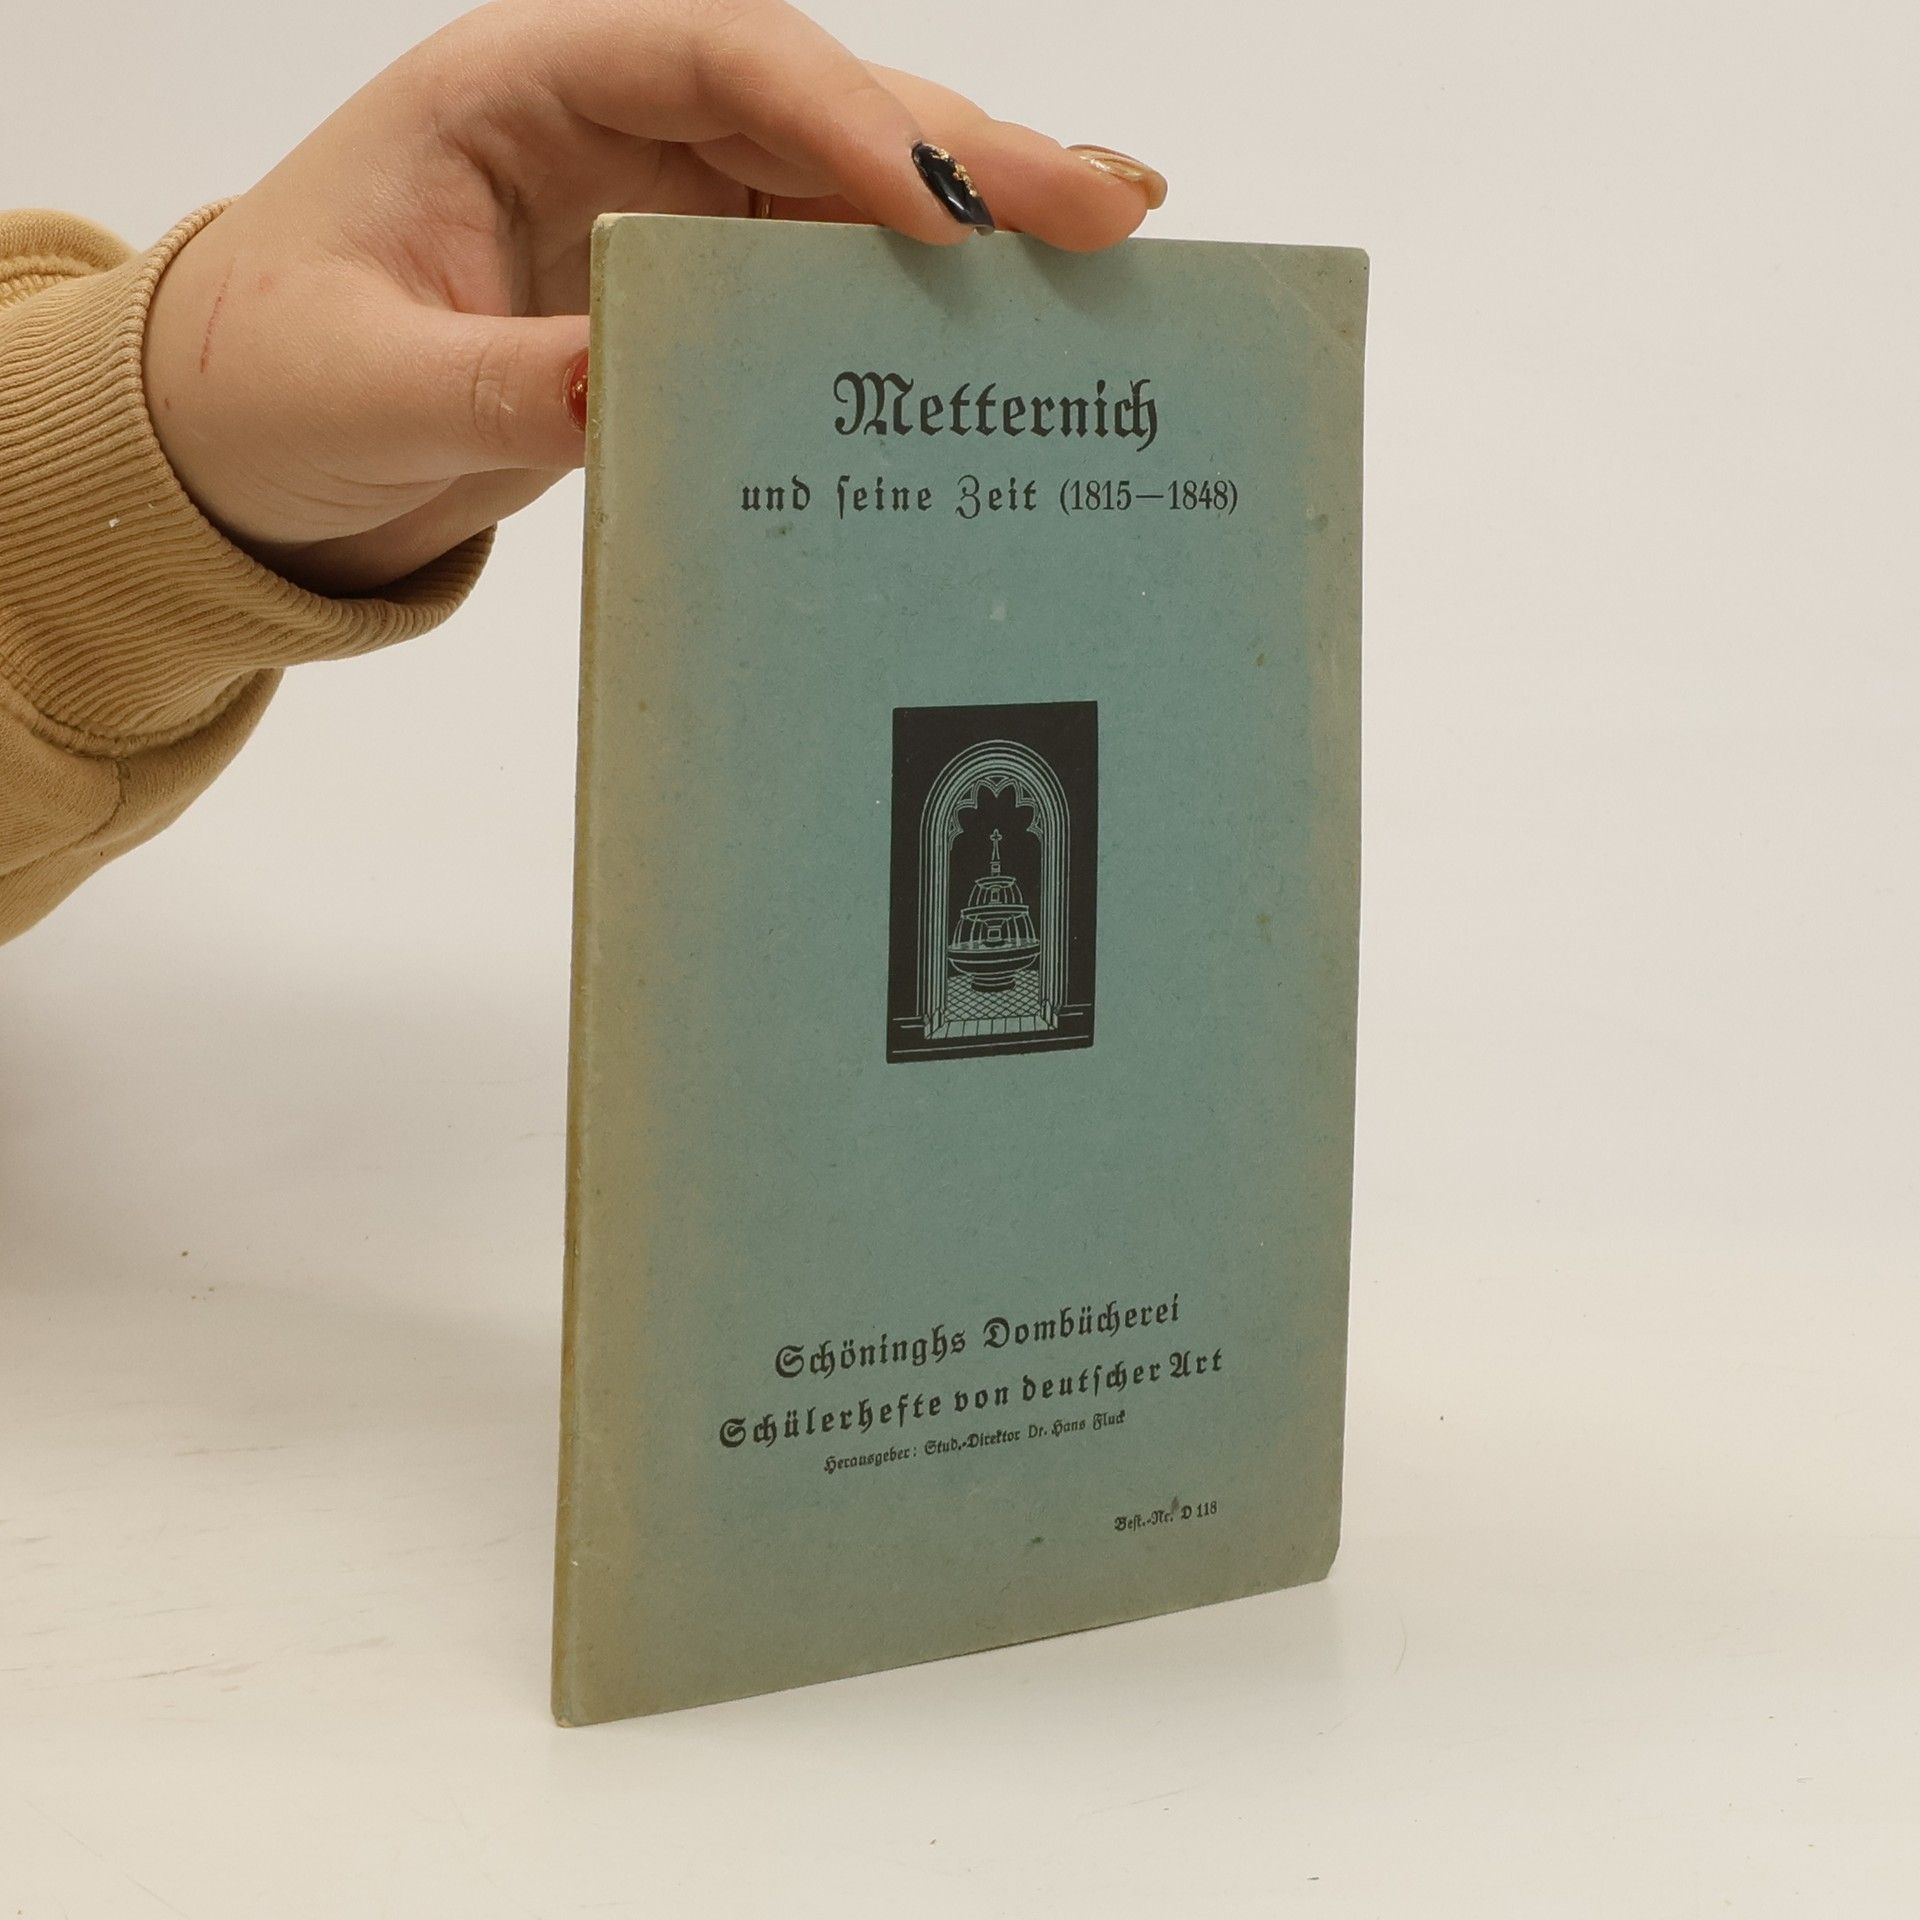 Metternich
und ſeine Zeit (1815—1848)
Schöninghs Dombücherei
Schülerhefte von deutſcher Art
Herausgeber: Stud.-Direktor Dr. Hans Fluck
Beſt.-Nr. D 118